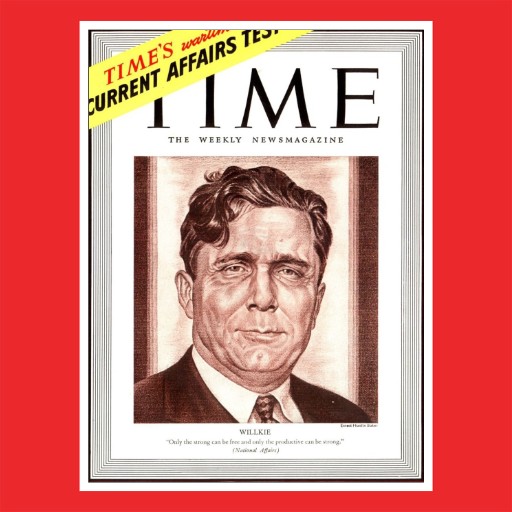 TIME'S wartime
CURRENT AFFAIRS TEST
TIME
THE WEEKLY NEWSMAGAZINE
WILLKIE
"Only the strong can be free and only the productive can be strong."
(National Affairs)